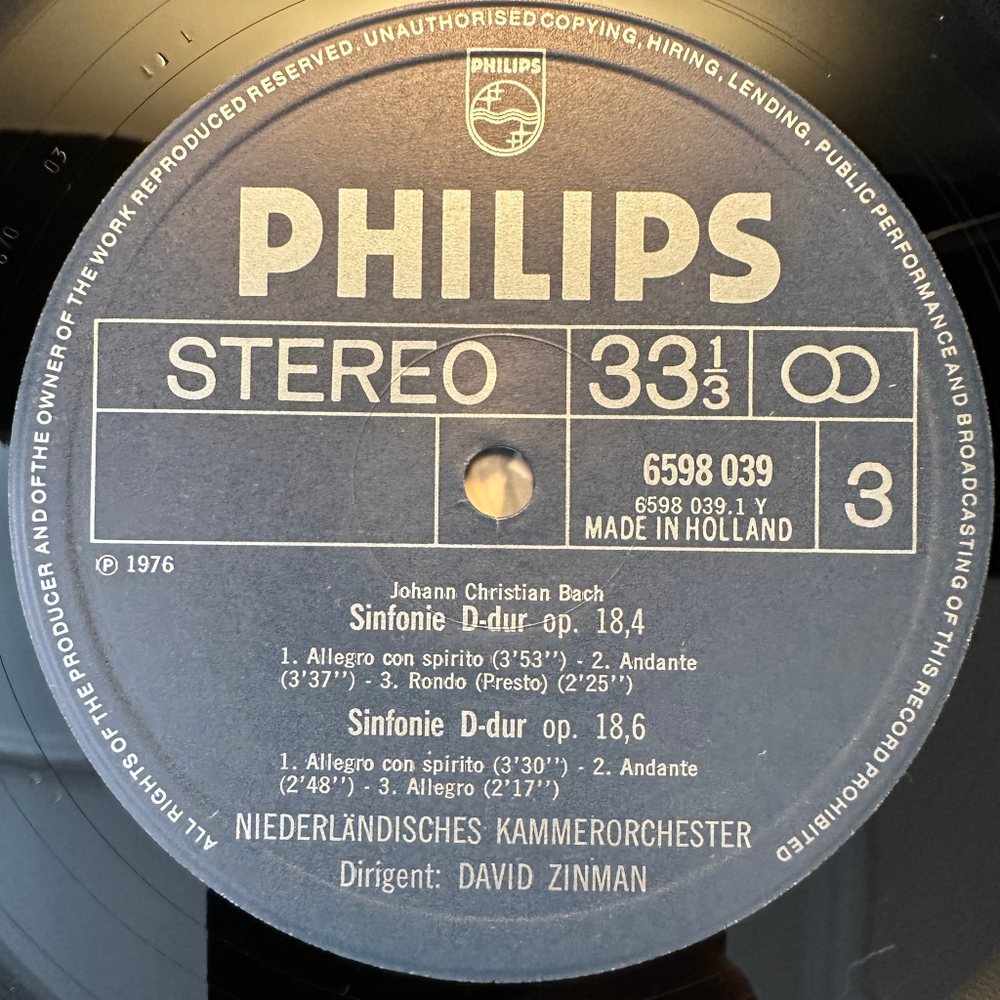 ALL RIGHTS OF THE PRODUCER AND OF THE OWNER OF THE WORK REPRODUCED RESERVED. UNAUTHORISED COPYING, HIRING, LENDING, PUBLIC PERFORMANCE AND BROADCASTING OF THIS RECORD PROHIBITED
PHILIPS
PHILIPS
STEREO 33 1/3
6598 039
6598 039.1 Y
MADE IN HOLLAND
3
℗ 1976
Johann Christian Bach
Sinfonie D-dur op. 18,4
1. Allegro con spirito (3'53'') - 2. Andante
(3'37'') - 3. Rondo (Presto) (2'25'')
Sinfonie D-dur op. 18,6
1. Allegro con spirito (3'30'') - 2. Andante
(2'48'') - 3. Allegro (2'17'')
NIEDERLÄNDISCHES KAMMERORCHESTER
Dirigent: DAVID ZINMAN
03